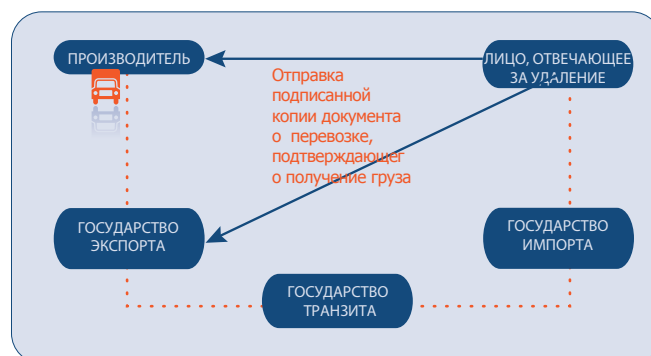 ПРОИЗВОДИТЕЛЬ
ЛИЦО, ОТВЕЧАЮЩЕЕ
ЗА УДАЛЕНИЕ
Отправка
подписанной
копии документа
о перевозке,
подтверждающег
о получение груза
ГОСУДАРСТВО
ЭКСПОРТА
ГОСУДАРСТВО
ИМПОРТА
ГОСУДАРСТВО
ТРАНЗИТА